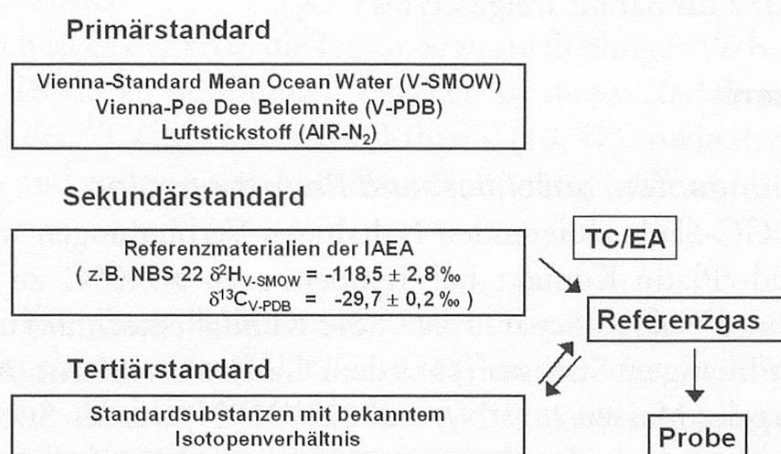 Primärstandard
Vienna-Standard Mean Ocean Water (V-SMOW)
Vienna-Pee Dee Belemnite (V-PDB)
Luftstickstoff (AIR-N₂)
Sekundärstandard
Referenzmaterialien der IAEA
( z.B. NBS 22 δ²H_V-SMOW = -118,5 ± 2,8 ‰
δ¹³C_V-PDB = -29,7 ± 0,2 ‰ )
TC/EA
Referenzgas
Tertiärstandard
Standardsubstanzen mit bekanntem
Isotopenverhältnis
Probe